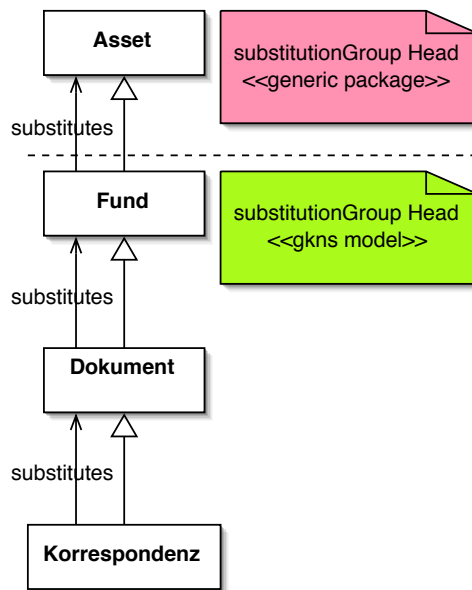 Asset
substitutionGroup Head
<<generic package>>
substitutes
Fund
substitutionGroup Head
<<gkns model>>
substitutes
Dokument
substitutes
Korrespondenz